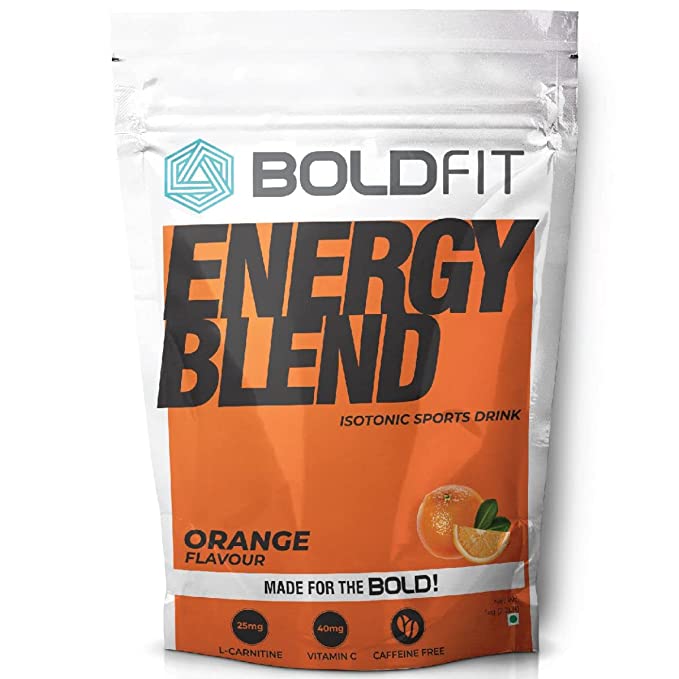 BOLDFIT
ENERGY
BLEND
ISOTONIC SPORTS DRINK
ORANGE
FLAVOUR
MADE FOR THE BOLD!
25mg
40mg
L-CARNITINE
VITAMIN C
CAFFEINE FREE